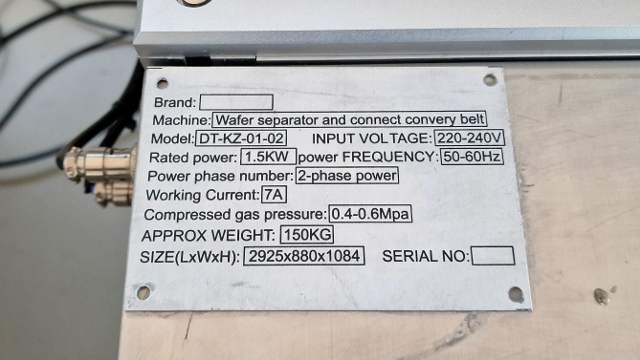 Brand:
Machine: Wafer separator and connect convery belt
Model: DT-KZ-01-02 INPUT VOLTAGE: 220-240V
Rated power: 1.5KW power FREQUENCY: 50-60Hz
Power phase number: 2-phase power
Working Current: 7A
Compressed gas pressure: 0.4-0.6Mpa
APPROX WEIGHT: 150KG
SIZE(LxWxH): 2925x880x1084 SERIAL NO: